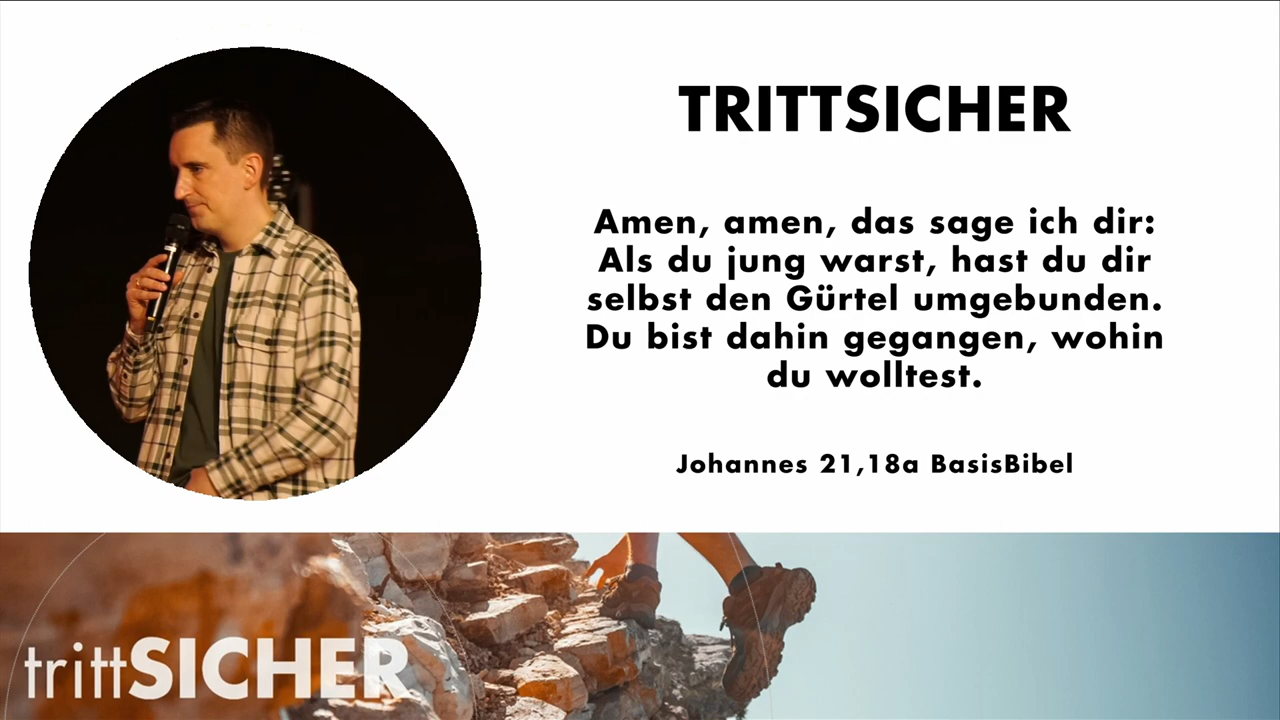 TRITTSICHER
Amen, amen, das sage ich dir:
Als du jung warst, hast du dir
selbst den Gürtel umgebunden.
Du bist dahin gegangen, wohin
du wolltest.
Johannes 21,18a BasisBibel
trittSICHER